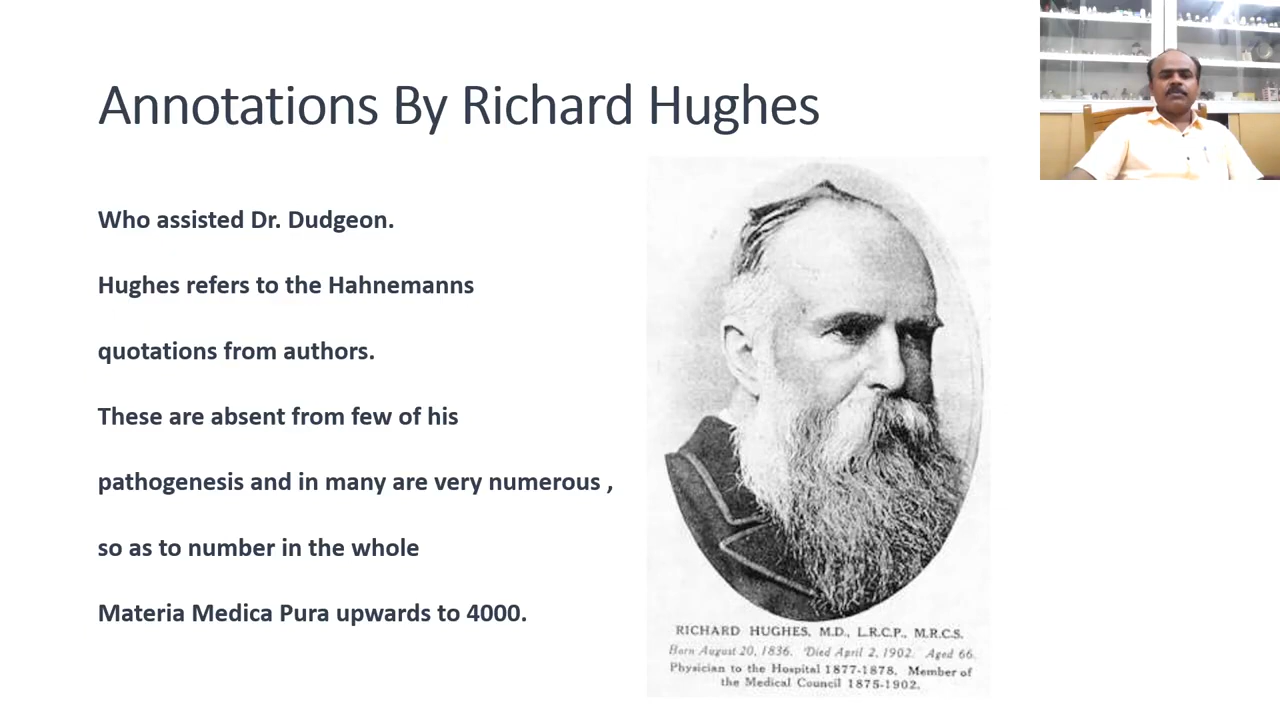 Annotations By Richard Hughes
Who assisted Dr. Dudgeon.
Hughes refers to the Hahnemanns
quotations from authors.
These are absent from few of his
pathogenesis and in many are very numerous ,
so as to number in the whole
Materia Medica Pura upwards to 4000.
RICHARD HUGHES, M.D., L.R.C.P., M.R.C.S.
Born August 20, 1836. Died April 2, 1902. Aged 66.
Physician to the Hospital 1877-1878. Member of
the Medical Council 1875-1902.